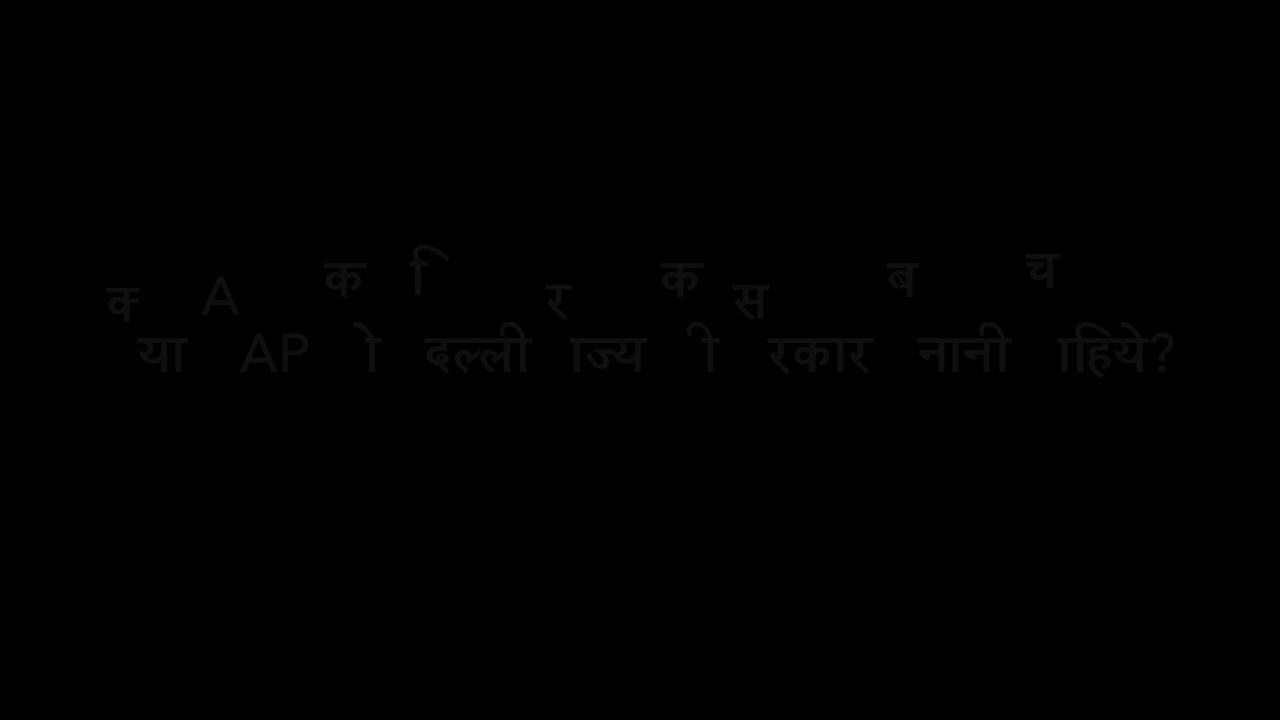 क्या AAP को दिल्ली राज्य की सरकार बनानी चाहिये?